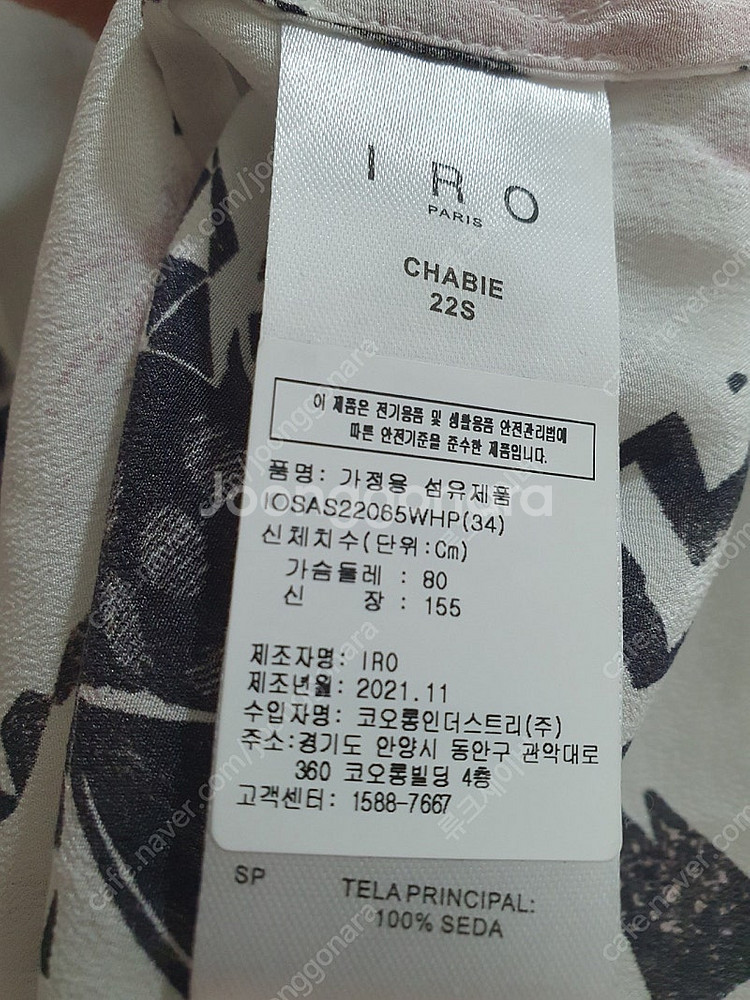 IRO
PARIS
CHABIE
22S
이 제품은 전기용품 및 생활용품 안전관리법에
따른 안전기준을 준수한 제품입니다.
품명: 가정용 섬유제품
IOSAS22065WHP(34)
신체치수(단위:Cm)
가슴둘레 : 80
신 장 : 155
제조자명: IRO
제조년월: 2021.11
수입자명: 코오롱인더스트리(주)
주소:경기도 안양시 동안구 관악대로
360 코오롱빌딩 4층
고객센터: 1588-7667
SP
TELA PRINCIPAL:
100% SEDA
Joonggonara